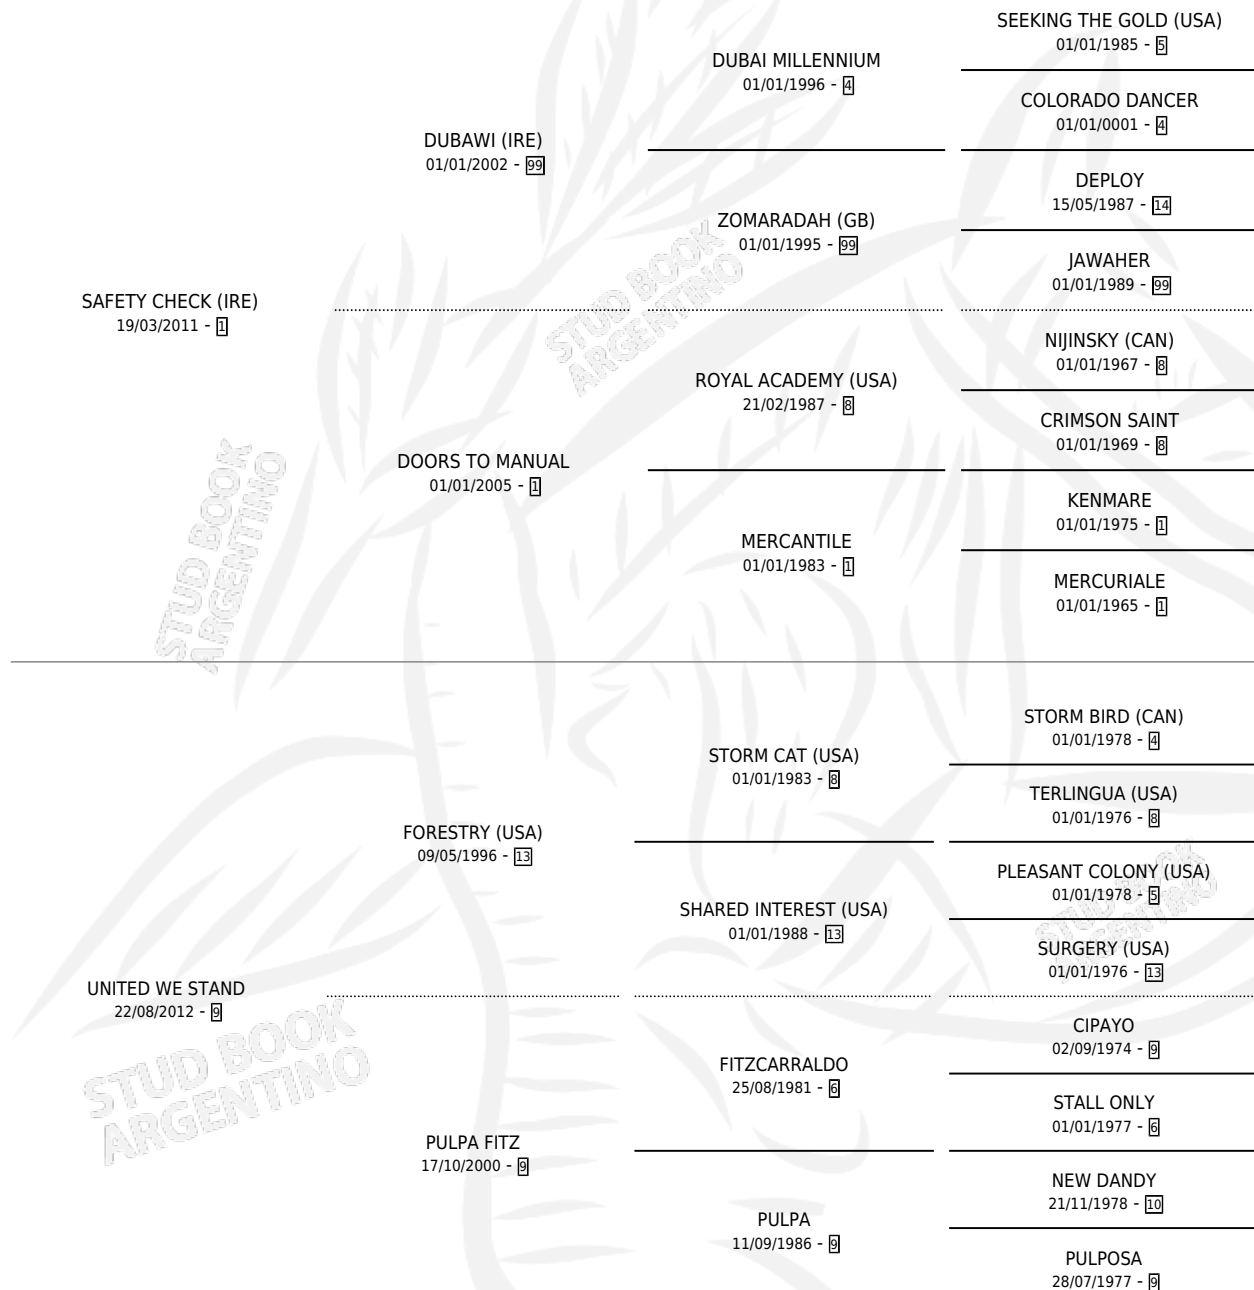 SEEKING THE GOLD (USA)
01/01/1985 - 5
DUBAI MILLENNIUM
01/01/1996 - 4
COLORADO DANCER
01/01/0001 - 4
DUBAWI (IRE)
01/01/2002 - 99
DEPLOY
15/05/1987 - 14
ZOMARADAH (GB)
01/01/1995 - 99
JAWAHER
01/01/1989 - 99
SAFETY CHECK (IRE)
19/03/2011 - 1
NIJINSKY (CAN)
01/01/1967 - 8
ROYAL ACADEMY (USA)
21/02/1987 - 8
CRIMSON SAINT
01/01/1969 - 8
DOORS TO MANUAL
01/01/2005 - 1
KENMARE
01/01/1975 - 1
MERCANTILE
01/01/1983 - 1
MERCURIALE
01/01/1965 - 1
STORM BIRD (CAN)
01/01/1978 - 4
STORM CAT (USA)
01/01/1983 - 8
TERLINGUA (USA)
01/01/1976 - 8
FORESTRY (USA)
09/05/1996 - 13
PLEASANT COLONY (USA)
01/01/1978 - 5
SHARED INTEREST (USA)
01/01/1988 - 13
SURGERY (USA)
01/01/1976 - 13
UNITED WE STAND
22/08/2012 - 9
CIPAYO
02/09/1974 - 9
FITZCARRALDO
25/08/1981 - 6
STALL ONLY
01/01/1977 - 6
PULPA FITZ
17/10/2000 - 9
NEW DANDY
21/11/1978 - 10
PULPA
11/09/1986 - 9
PULPOSA
28/07/1977 - 9
STUD BOOK
ARGENTINO
STUD BOOK
ARGENTINO
STUD BOOK
ARGENTINO
STUD BOOK
ARGENTINO